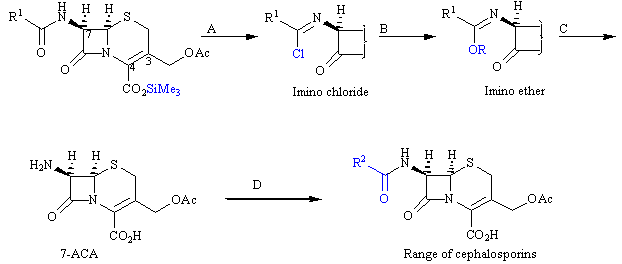 R¹ H N H H S A R¹ N H B R¹ N H C
O 7 N 3 OAc Cl O OR O
O 4 CO₂SiMe₃
Imino chloride Imino ether
H₂N H H S D R² H N H H S
O N OAc O O N OAc
CO₂H CO₂H
7-ACA Range of cephalosporins